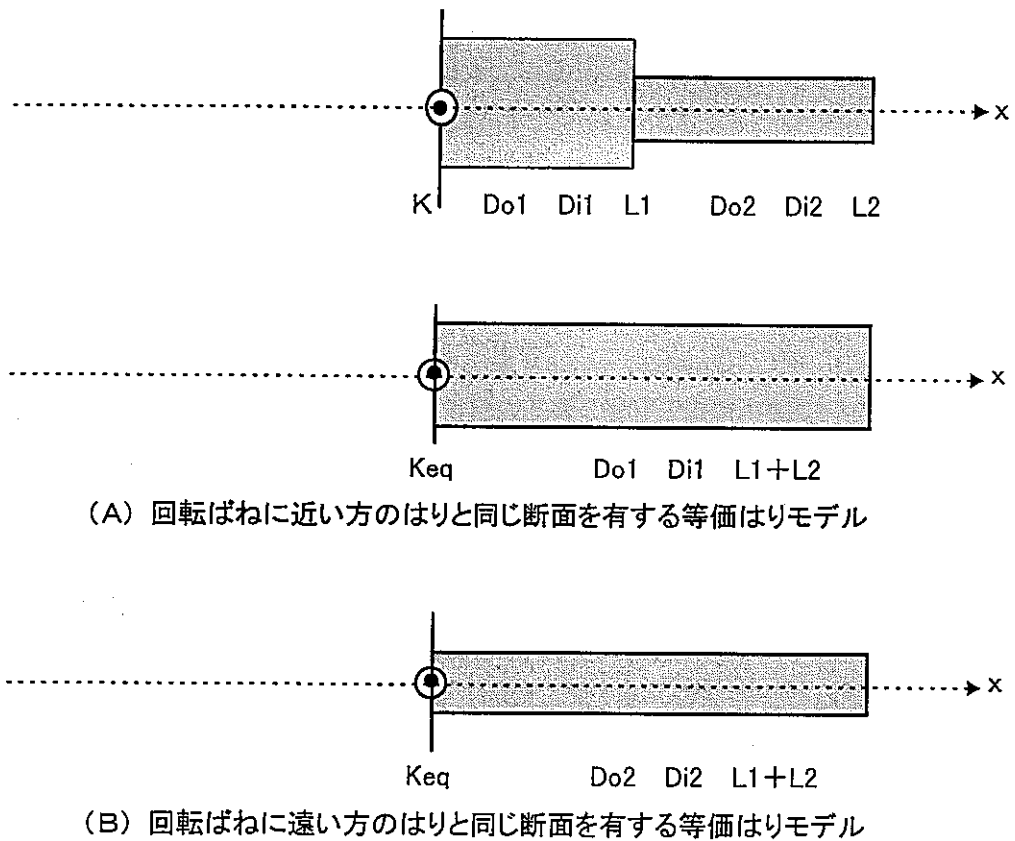 x
K Do1 Di1 L1 Do2 Di2 L2
x
Keq Do1 Di1 L1+L2
(A) 回転ばねに近い方のはりと同じ断面を有する等価はりモデル
x
Keq Do2 Di2 L1+L2
(B) 回転ばねに遠い方のはりと同じ断面を有する等価はりモデル